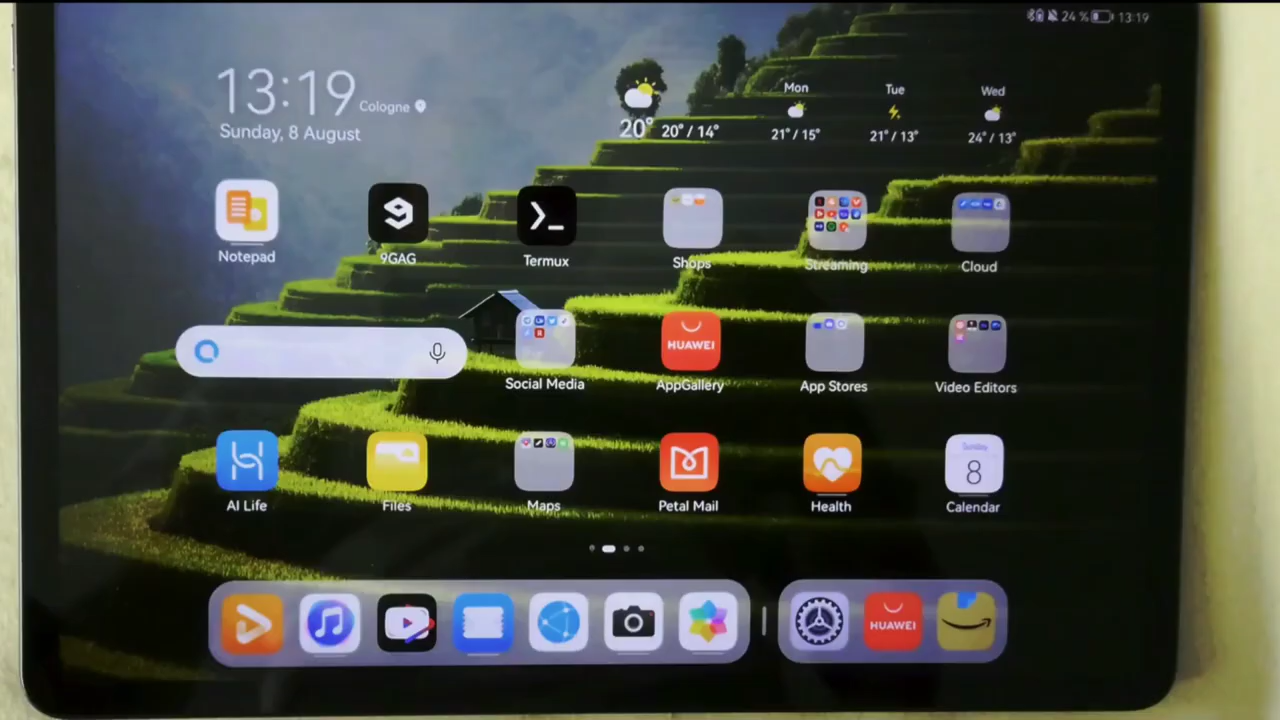 24 % 13:19
13:19 Cologne
Sunday, 8 August
20° 20° / 14°
Mon
21° / 15°
Tue
21° / 13°
Wed
24° / 13°
Notepad
9GAG
Termux
Shops
Streaming
Cloud
Social Media
HUAWEI
AppGallery
App Stores
Video Editors
AI Life
Files
Maps
Petal Mail
Health
Sunday
8
Calendar
HUAWEI